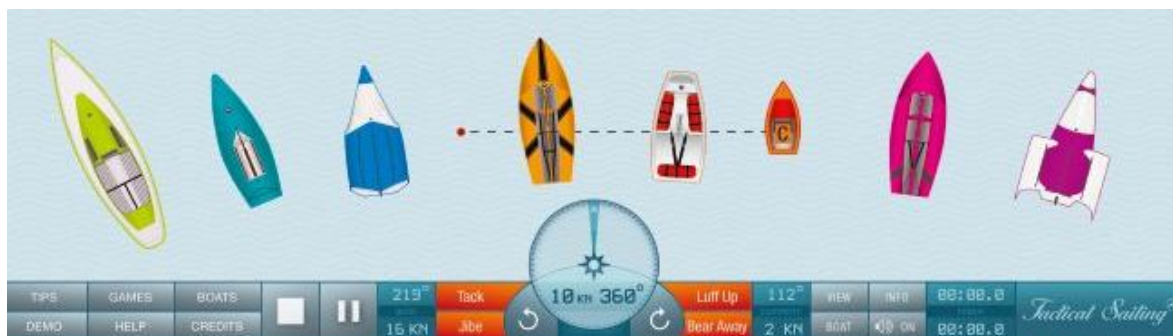 C
TIPS GAMES BOATS 219° Tack 10 KN 360° Luff Up 112° VIEW INFO 00:00.0 Tactical Sailing
DEMO HELP CREDITS 16 KN Jibe Bear Away 2 KN BOAT ON 00:00.0